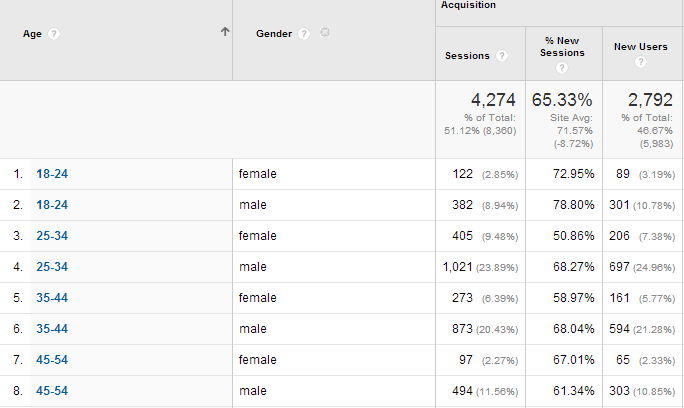 Acquisition
Age ? Gender ?
Sessions ? % New Sessions ? New Users ?
4,274 65.33% 2,792
% of Total: Site Avg: % of Total:
51.12% (8,360) 71.57% 46.67%
(-8.72%) (5,983)
1. 18-24 female 122 (2.85%) 72.95% 89 (3.19%)
2. 18-24 male 382 (8.94%) 78.80% 301 (10.78%)
3. 25-34 female 405 (9.48%) 50.86% 206 (7.38%)
4. 25-34 male 1,021 (23.89%) 68.27% 697 (24.96%)
5. 35-44 female 273 (6.39%) 58.97% 161 (5.77%)
6. 35-44 male 873 (20.43%) 68.04% 594 (21.28%)
7. 45-54 female 97 (2.27%) 67.01% 65 (2.33%)
8. 45-54 male 494 (11.56%) 61.34% 303 (10.85%)